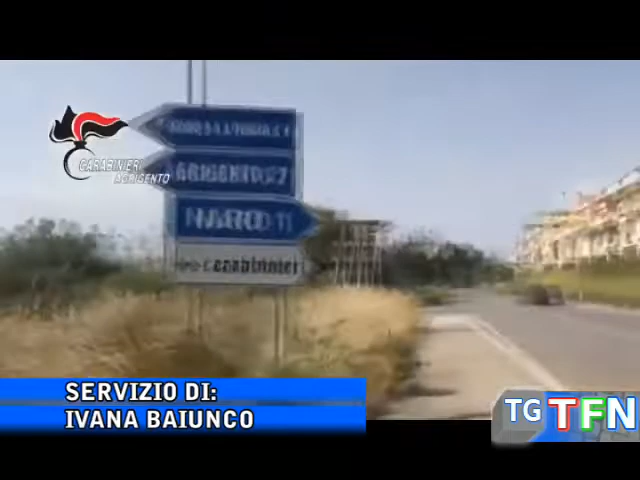 CARABINIERI
AGRIGENTO
AGRIGENTO 27
NARO 11
carabinieri
SERVIZIO DI:
IVANA BAIUNCO
TG TFN